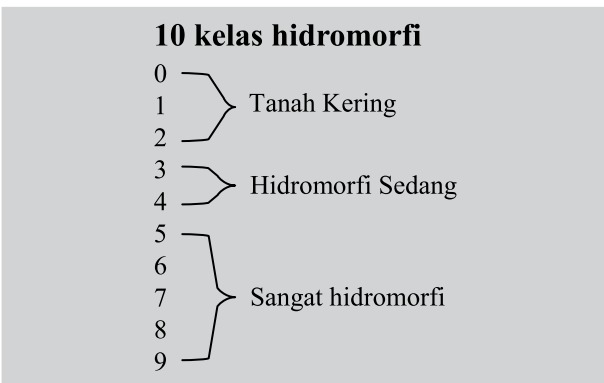 10 kelas hidromorfi
0
1 Tanah Kering
2
3
4 Hidromorfi Sedang
5
6
7 Sangat hidromorfi
8
9